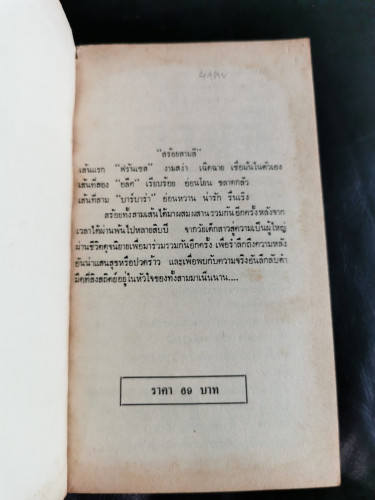 "สร้อยสามสี"
เส้นแรก "ฟรานเซส" งามสง่า เฉิดฉาย เชื่อมั่นในตัวเอง
เส้นที่สอง "อลิค" เรียบร้อย อ่อนโยน ขลาดกลัว
เส้นที่สาม "บาร์บารา" อ่อนหวาน น่ารัก รื่นเริง
สร้อยทั้งสามเส้นได้มาผสมผสานรวมกันอีกครั้งหลังจาก
เวลาได้ผ่านพ้นไปหลายสิบปี จากวัยเด็กสาวสู่ความเป็นผู้ใหญ่
ผ่านชีวิตดุจนิยายเพื่อมาร่วมรวมกันอีกครั้ง เพื่อรำลึกถึงความหลัง
อันน่าแสนสุขหรือปวดร้าว และเพื่อพบกับความจริงอันลึกลับดำ
มืดที่สิงสถิตย์อยู่ในหัวใจของทั้งสามมาเนิ่นนาน....
ราคา 69 บาท